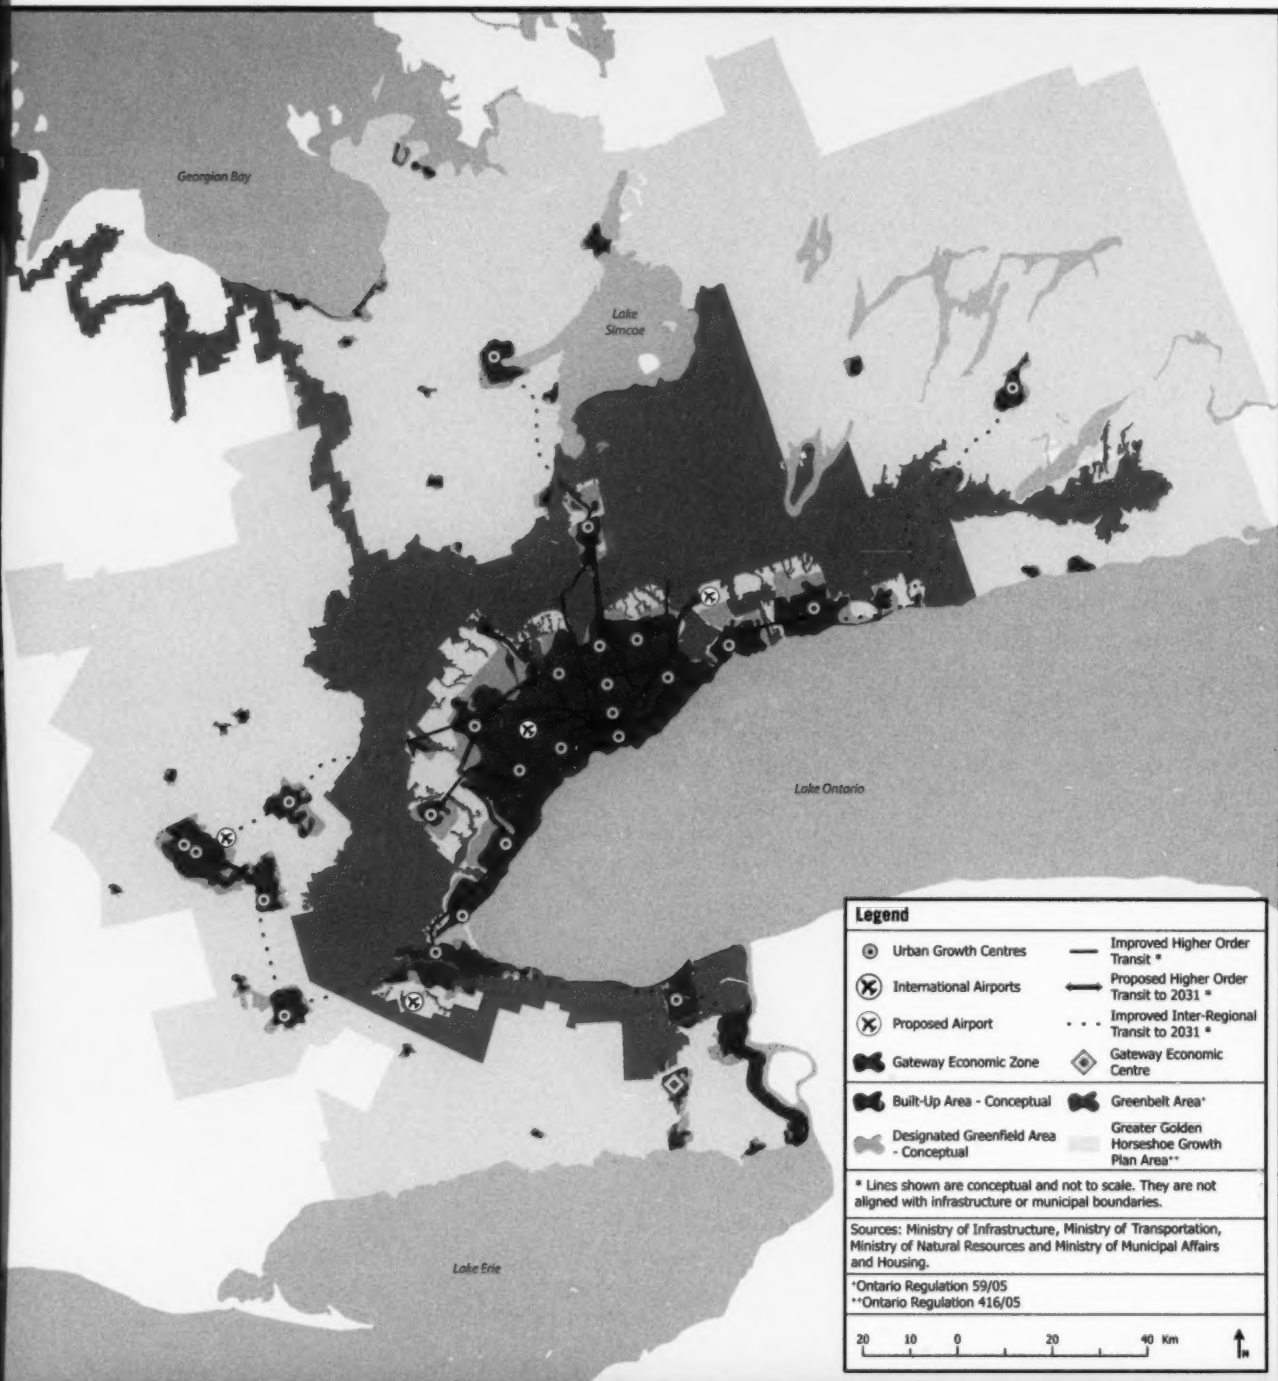 Georgian Bay
Lake
Simcoe
Lake Ontario
Lake Erie
Legend
Urban Growth Centres
International Airports
Proposed Airport
Gateway Economic Zone
Built-Up Area - Conceptual
Designated Greenfield Area
- Conceptual
Improved Higher Order
Transit *
Proposed Higher Order
Transit to 2031 *
Improved Inter-Regional
Transit to 2031 *
Gateway Economic
Centre
Greenbelt Area⁺
Greater Golden
Horseshoe Growth
Plan Area⁺⁺
* Lines shown are conceptual and not to scale. They are not
aligned with infrastructure or municipal boundaries.
Sources: Ministry of Infrastructure, Ministry of Transportation,
Ministry of Natural Resources and Ministry of Municipal Affairs
and Housing.
⁺Ontario Regulation 59/05
⁺⁺Ontario Regulation 416/05
20 10 0 20 40 Km
N